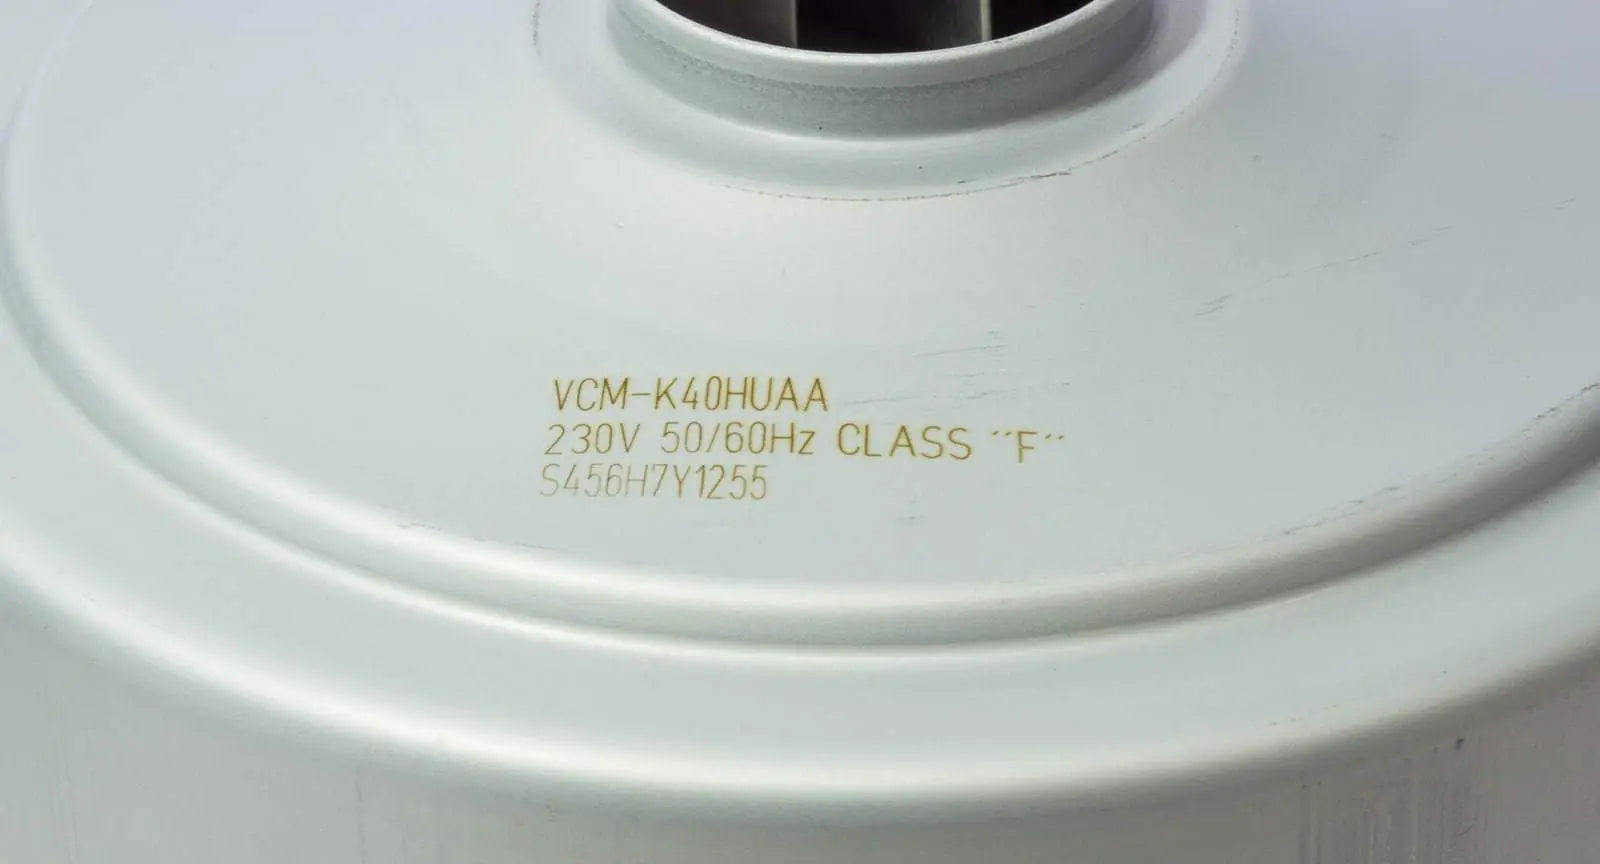 VCM-K40HUAA
230V 50/60Hz CLASS "F"
S456H7Y1255